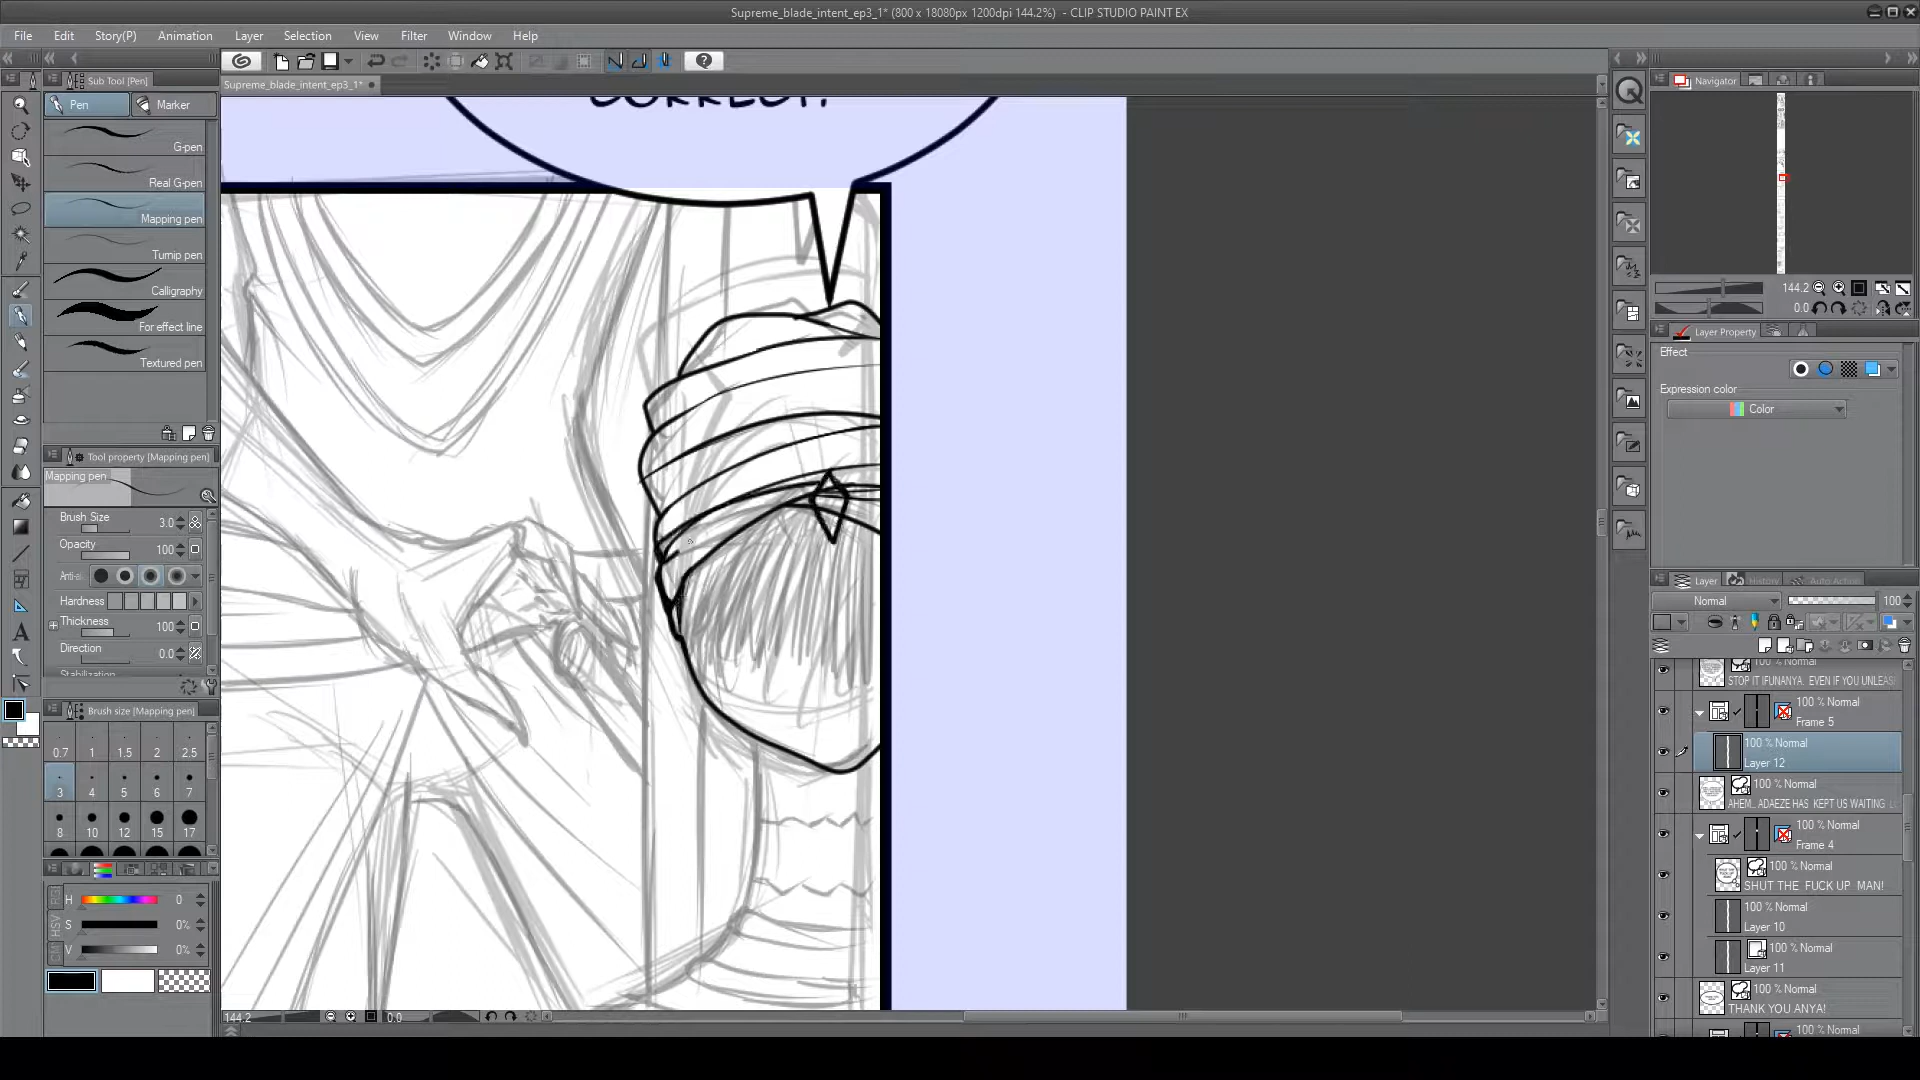 Supreme_blade_intent_ep3_1* (800 x 18080px 1200dpi 144.2%) - CLIP STUDIO PAINT EX
File Edit Story(P) Animation Layer Selection View Filter Window Help
Sub Tool [Pen]
Supreme_blade_intent_ep3_1*
Navigator
Pen Marker
CORRECT!
G-pen
Real G-pen
Mapping pen
Turnip pen
Calligraphy
For effect line
Textured pen
144.2
0.0
Layer Property
Effect
Expression color
Color
Tool property [Mapping pen]
Mapping pen
Brush Size 3.0
Opacity 100
Anti-a
Hardness
Thickness 100
Direction 0.0
Layer History Auto Action
Normal 100
100 % Normal
STOP IT IFUNANYA. EVEN IF YOU UNLEAS
100 % Normal
Frame 5
100 % Normal
Layer 12
100 % Normal
AHEM.. ADAEZE HAS KEPT US WAITING
100 % Normal
Frame 4
100 % Normal
SHUT THE FUCK UP MAN!
100 % Normal
Layer 10
100 % Normal
Layer 11
100 % Normal
THANK YOU ANYA!
100 % Normal
Brush size [Mapping pen]
0.7 1 1.5 2 2.5
3 4 5 6 7
8 10 12 15 17
H 0
S 0%
V 0%
144.2 0.0